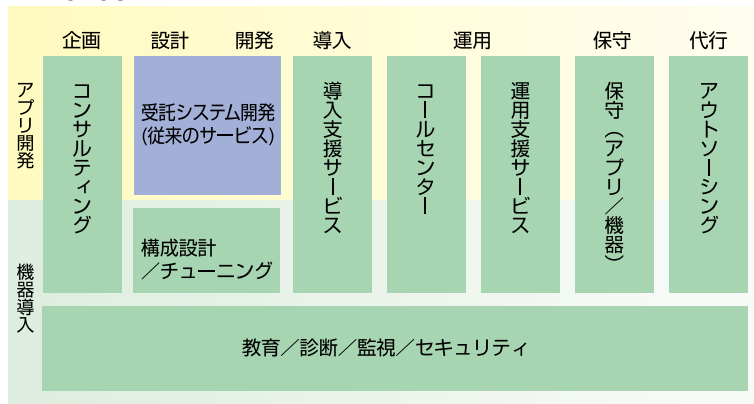 企画
設計
開発
導入
運用
保守
代行
アプリ開発
機器導入
コンサルティング
受託システム開発
(従来のサービス)
構成設計
／チューニング
導入支援サービス
コールセンター
運用支援サービス
保守（アプリ／機器）
アウトソーシング
教育／診断／監視／セキュリティ